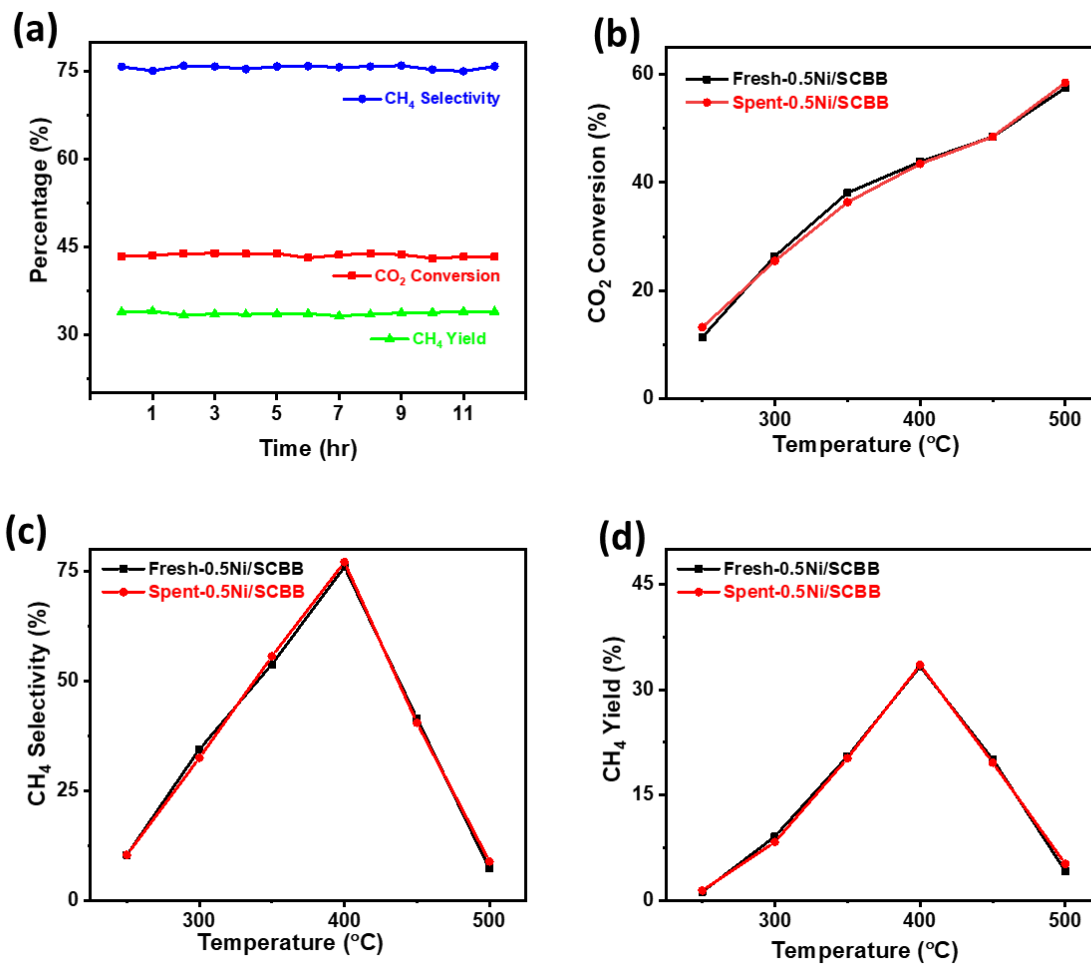 (a)
Percentage (%)
75
60
45
30
CH₄ Selectivity
CO₂ Conversion
CH₄ Yield
1 3 5 7 9 11
Time (hr)
(b)
CO₂ Conversion (%)
60
40
20
0
Fresh-0.5Ni/SCBB
Spent-0.5Ni/SCBB
300 400 500
Temperature (°C)
(c)
CH₄ Selectivity (%)
75
50
25
0
Fresh-0.5Ni/SCBB
Spent-0.5Ni/SCBB
300 400 500
Temperature (°C)
(d)
CH₄ Yield (%)
45
30
15
0
Fresh-0.5Ni/SCBB
Spent-0.5Ni/SCBB
300 400 500
Temperature (°C)